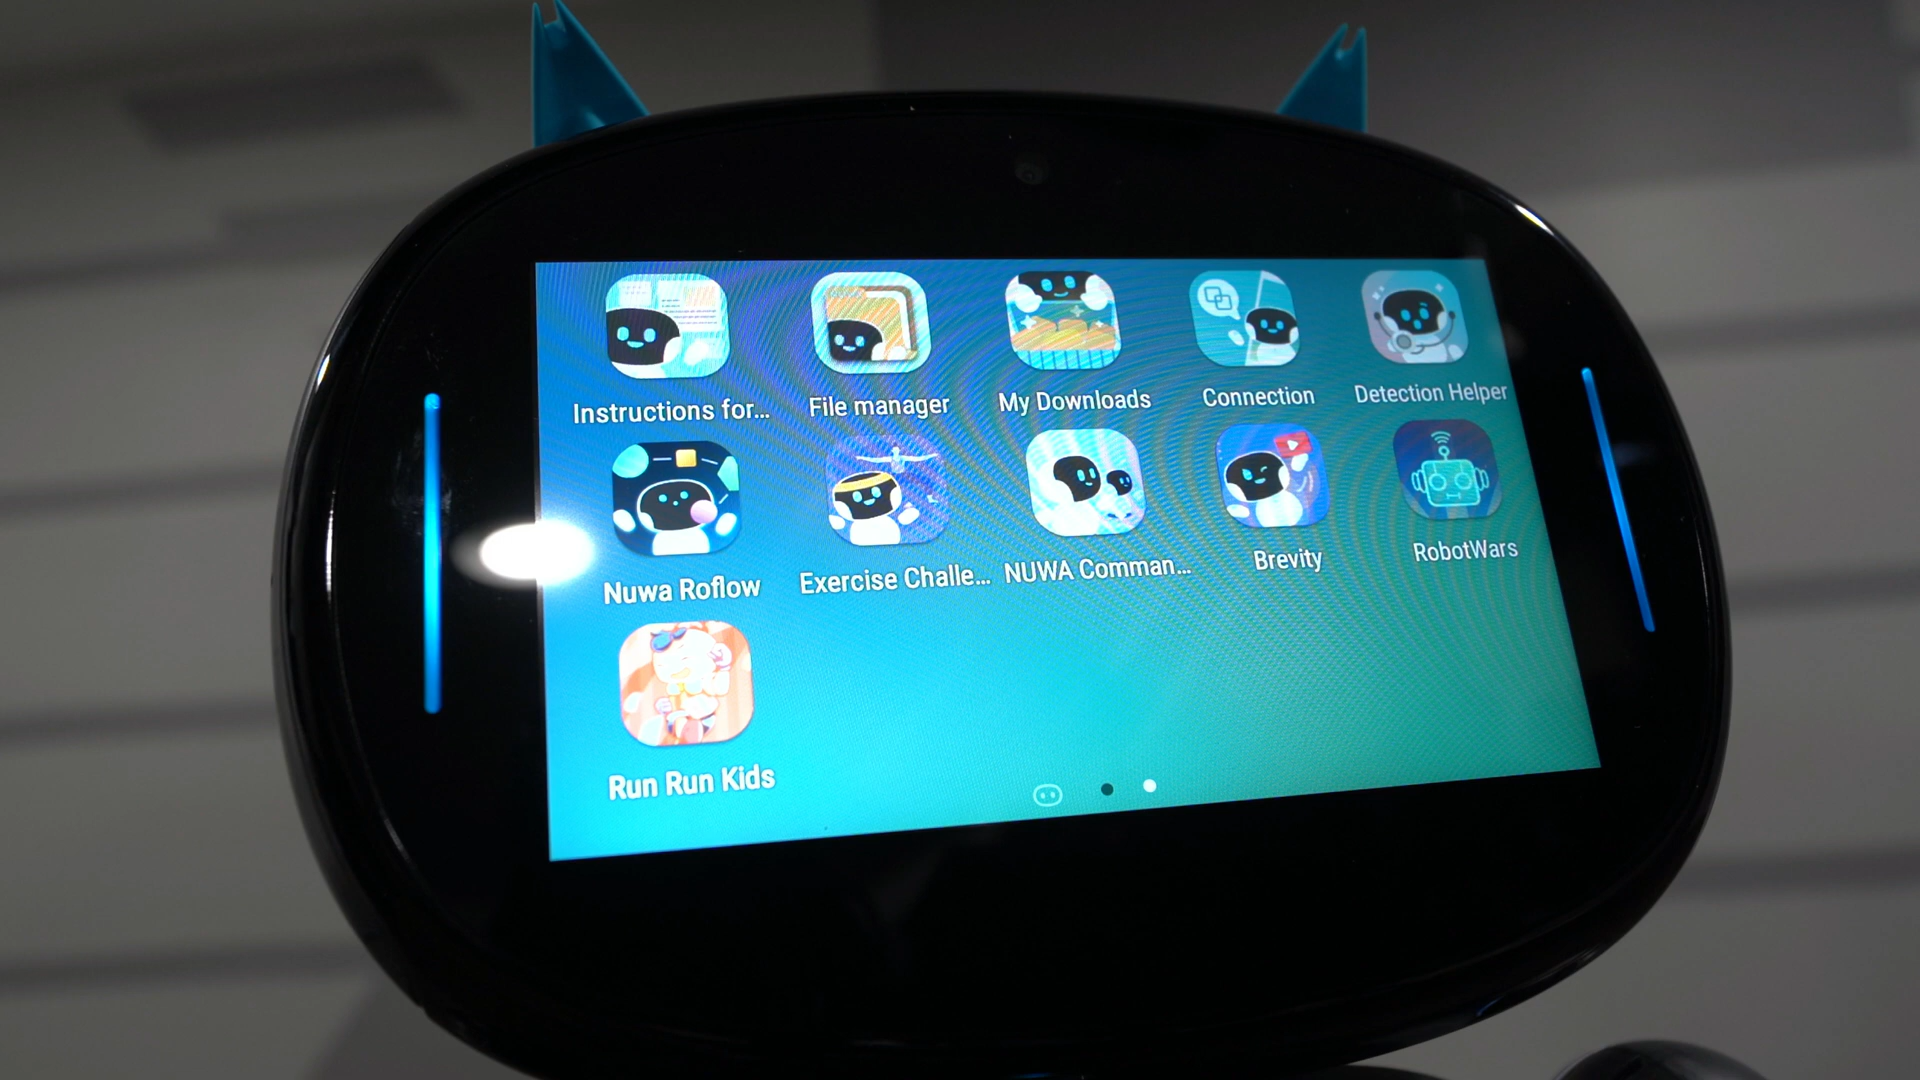 Instructions for...
File manager
My Downloads
Connection
Detection Helper
Nuwa Roflow
Exercise Challe...
NUWA Comman...
Brevity
RobotWars
Run Run Kids